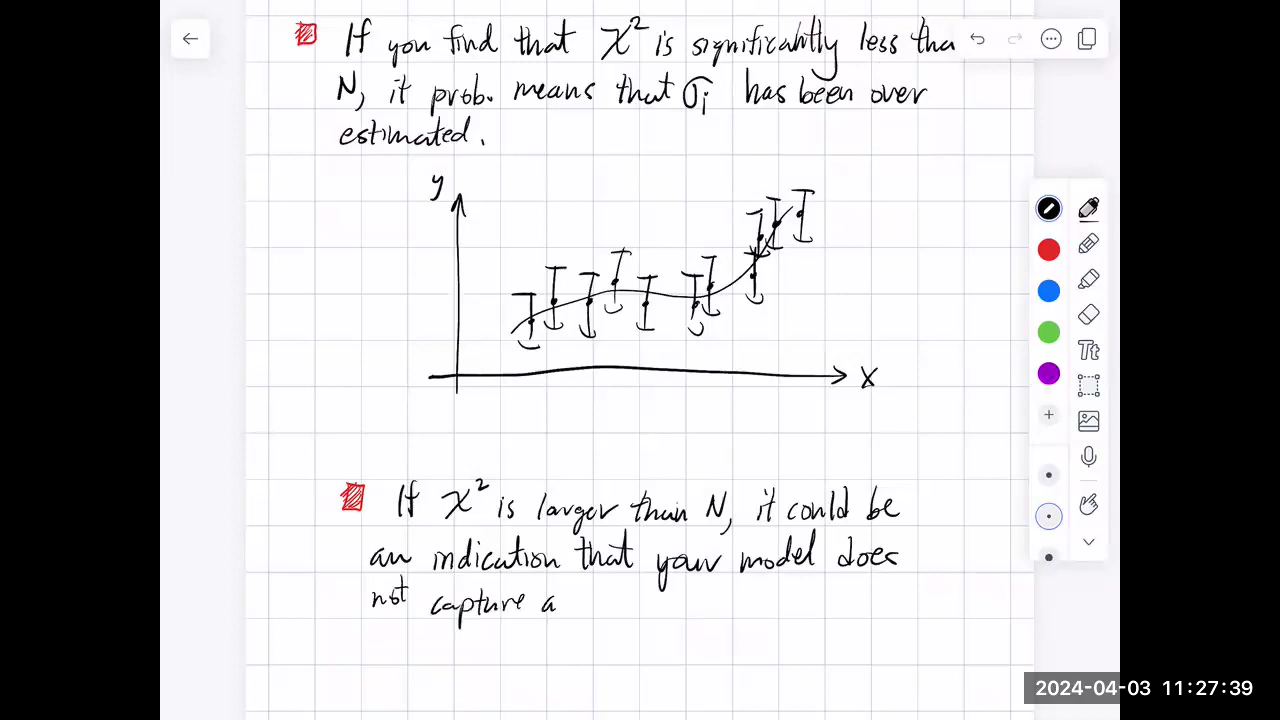 If you find that χ² is significantly less tha
N, it prob. means that σi has been over
estimated.
y
x
If χ² is larger than N, it could be
an indication that your model does
not capture a
Tt
2024-04-03 11:27:39